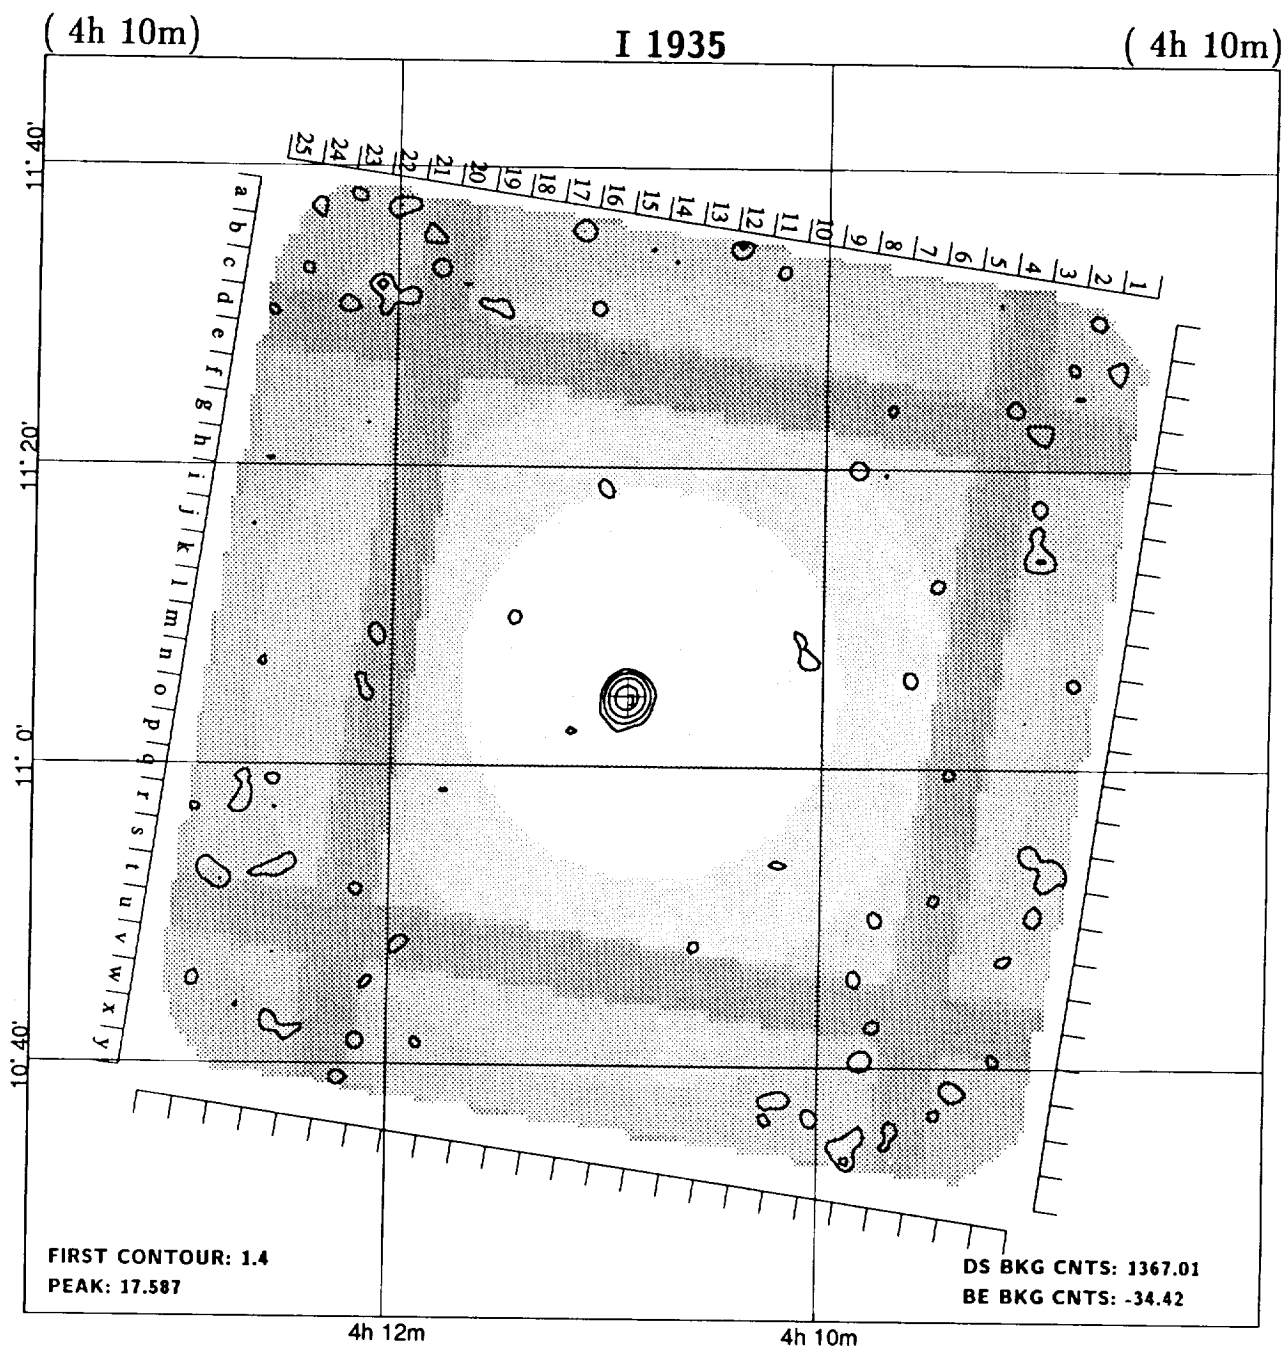 ( 4h 10m)
I 1935
( 4h 10m)
25 24 23 22 21 20 19 18 17 16 15 14 13 12 11 10 9 8 7 6 5 4 3 2 1
11° 40'
a b c d e f g h i j k l m n o p q r s t u v w x y
11° 20'
11° 0'
10° 40'
FIRST CONTOUR: 1.4
PEAK: 17.587
DS BKG CNTS: 1367.01
BE BKG CNTS: -34.42
4h 12m
4h 10m